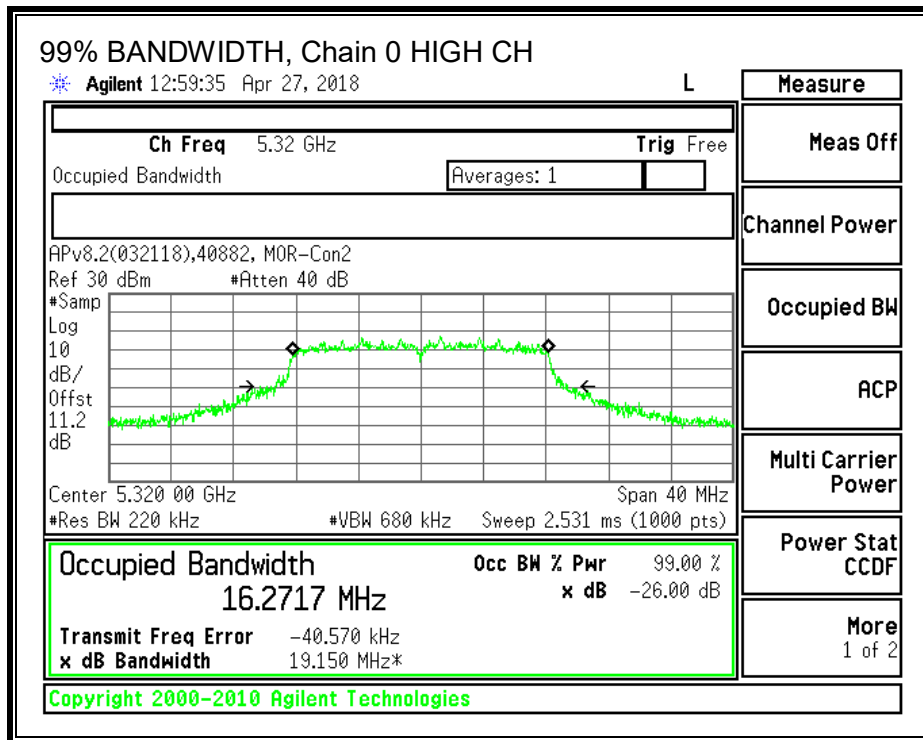 99% BANDWIDTH, Chain 0 HIGH CH
Agilent 12:59:35 Apr 27, 2018 L
Measure
Ch Freq 5.32 GHz Trig Free
Meas Off
Occupied Bandwidth Averages: 1
Channel Power
APv8.2(032118),40882, MOR-Con2
Ref 30 dBm #Atten 40 dB
#Samp
Log
10
dB/
Offst
11.2
dB
Occupied BW
ACP
Multi Carrier
Power
Center 5.320 00 GHz Span 40 MHz
#Res BW 220 kHz #VBW 680 kHz Sweep 2.531 ms (1000 pts)
Power Stat
CCDF
Occupied Bandwidth Occ BW % Pwr 99.00 %
16.2717 MHz x dB -26.00 dB
Transmit Freq Error -40.570 kHz
x dB Bandwidth 19.150 MHz*
More
1 of 2
Copyright 2000-2010 Agilent Technologies